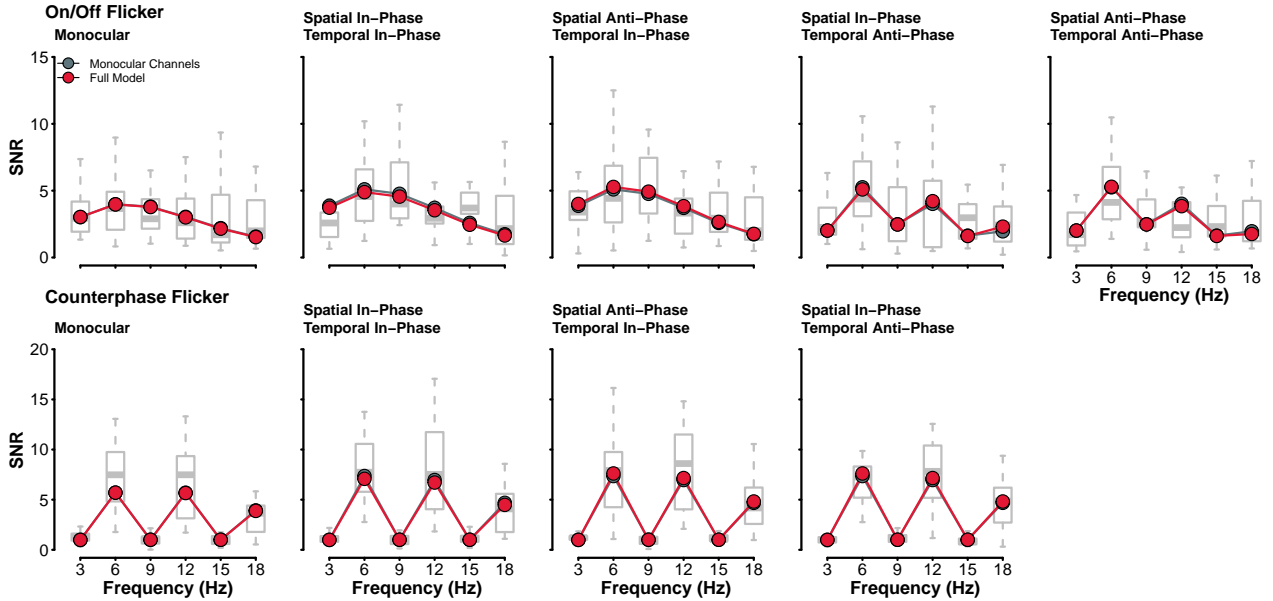 On/Off Flicker
Monocular
Spatial In−Phase
Temporal In−Phase
Spatial Anti−Phase
Temporal In−Phase
Spatial In−Phase
Temporal Anti−Phase
Spatial Anti−Phase
Temporal Anti−Phase
15
10
5
0
SNR
Monocular Channels
Full Model
3 6 9 12 15 18
Frequency (Hz)
Counterphase Flicker
Monocular
Spatial In−Phase
Temporal In−Phase
Spatial Anti−Phase
Temporal In−Phase
Spatial In−Phase
Temporal Anti−Phase
20
15
10
5
0
SNR
3 6 9 12 15 18
Frequency (Hz)
3 6 9 12 15 18
Frequency (Hz)
3 6 9 12 15 18
Frequency (Hz)
3 6 9 12 15 18
Frequency (Hz)